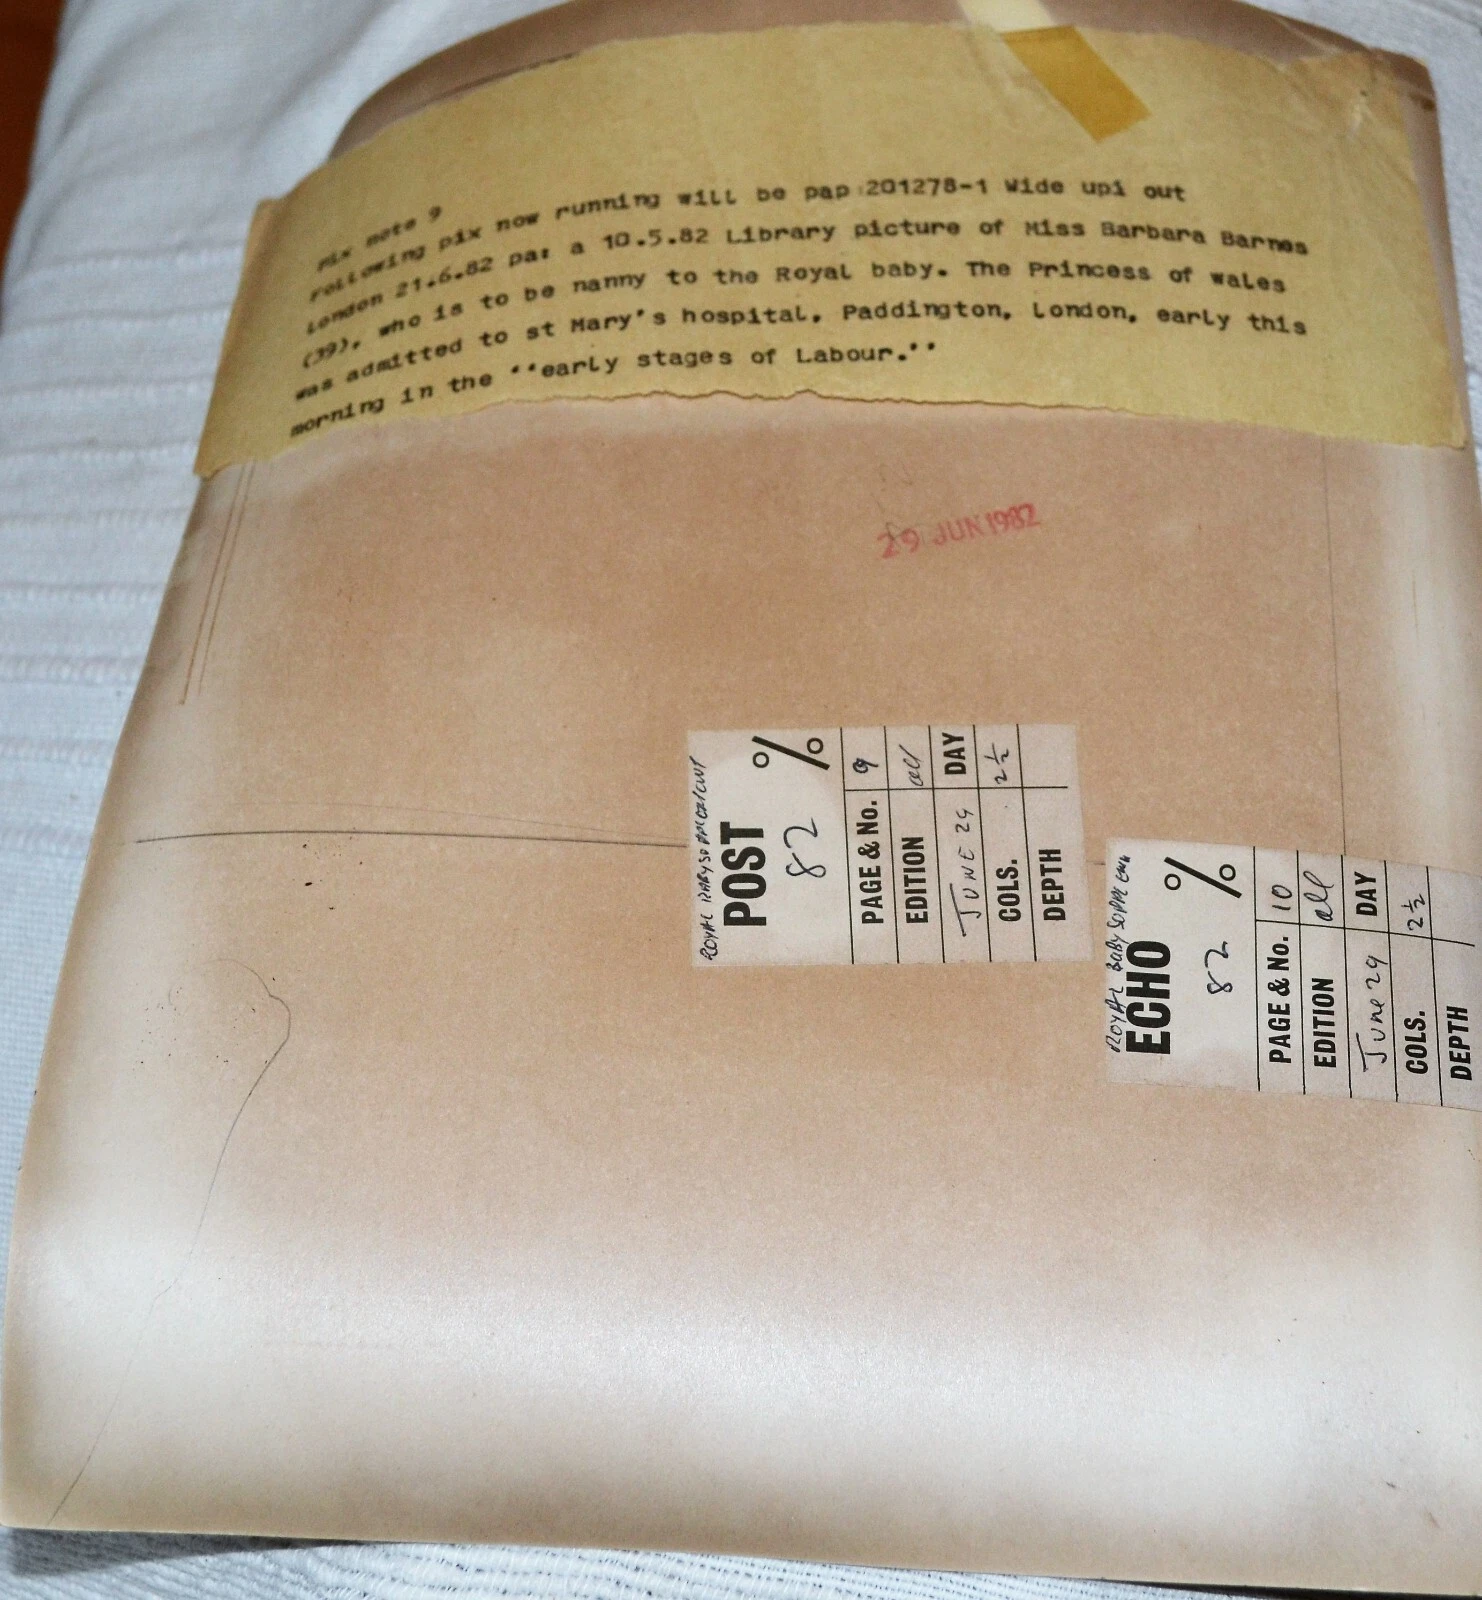 Pix note 9
Following pix now running will be pap 201278-1 Wide upi out
London 21.6.82 pa: a 10.5.82 Library picture of Miss Barbara Barnes
(39), who is to be nanny to the Royal baby. The Princess of wales
was admitted to st Mary's hospital, Paddington, London, early this
morning in the ''early stages of Labour.''
29 JUN 1982
ROYAL BABY
POST %
82
PAGE & No. 9
EDITION all
JUNE 29 DAY
COLS. 2½
DEPTH
ROYAL BABY
ECHO %
82
PAGE & No. 10
EDITION all
June 29 DAY
COLS. 2½
DEPTH